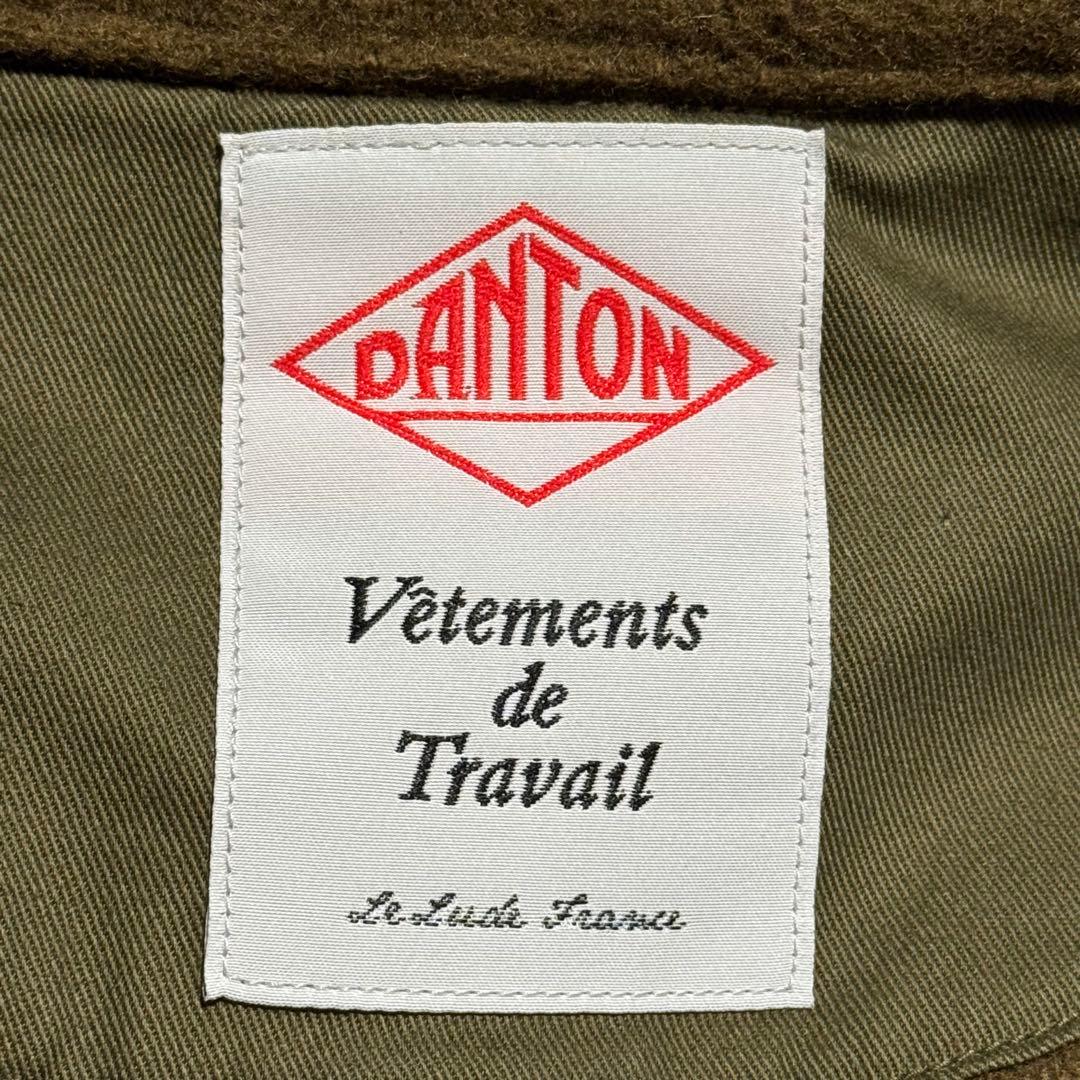 DANTON
Vêtements
de
Travail
Le Lude France